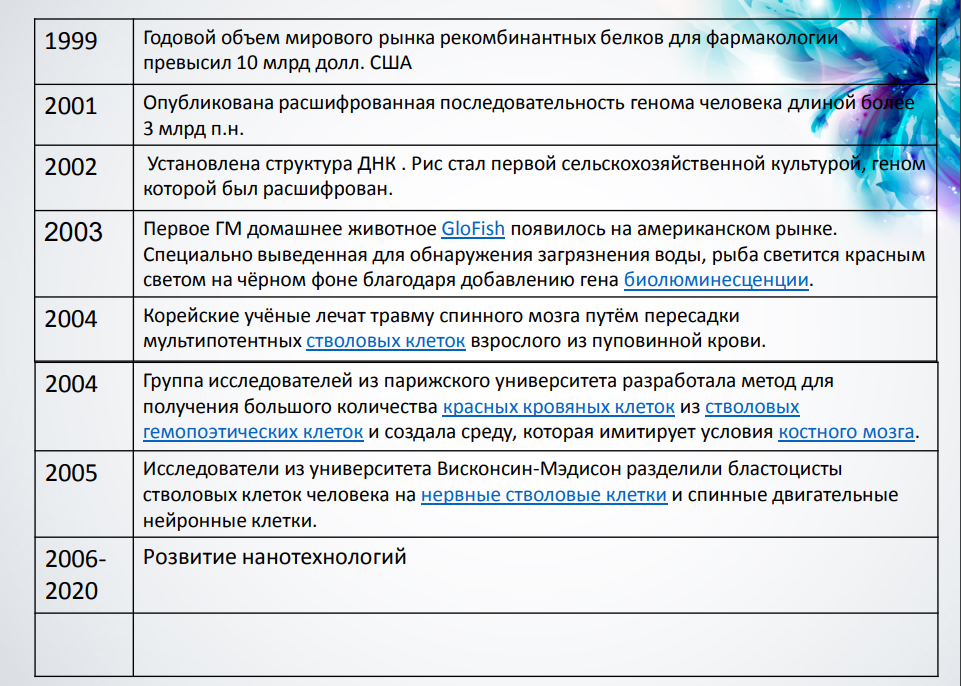 1999
Годовой объем мирового рынка рекомбинантных белков для фармакологии
превысил 10 млрд долл. США
2001
Опубликована расшифрованная последовательность генома человека длиной более
3 млрд п.н.
2002
Установлена структура ДНК . Рис стал первой сельскохозяйственной культурой, геном
которой был расшифрован.
2003
Первое ГМ домашнее животное GloFish появилось на американском рынке.
Специально выведенная для обнаружения загрязнения воды, рыба светится красным
светом на чёрном фоне благодаря добавлению гена биолюминесценции.
2004
Корейские учёные лечат травму спинного мозга путём пересадки
мультипотентных стволовых клеток взрослого из пуповинной крови.
2004
Группа исследователей из парижского университета разработала метод для
получения большого количества красных кровяных клеток из стволовых
гемопоэтических клеток и создала среду, которая имитирует условия костного мозга.
2005
Исследователи из университета Висконсин-Мэдисон разделили бластоцисты
стволовых клеток человека на нервные стволовые клетки и спинные двигательные
нейронные клетки.
2006-
2020
Розвитие нанотехнологий